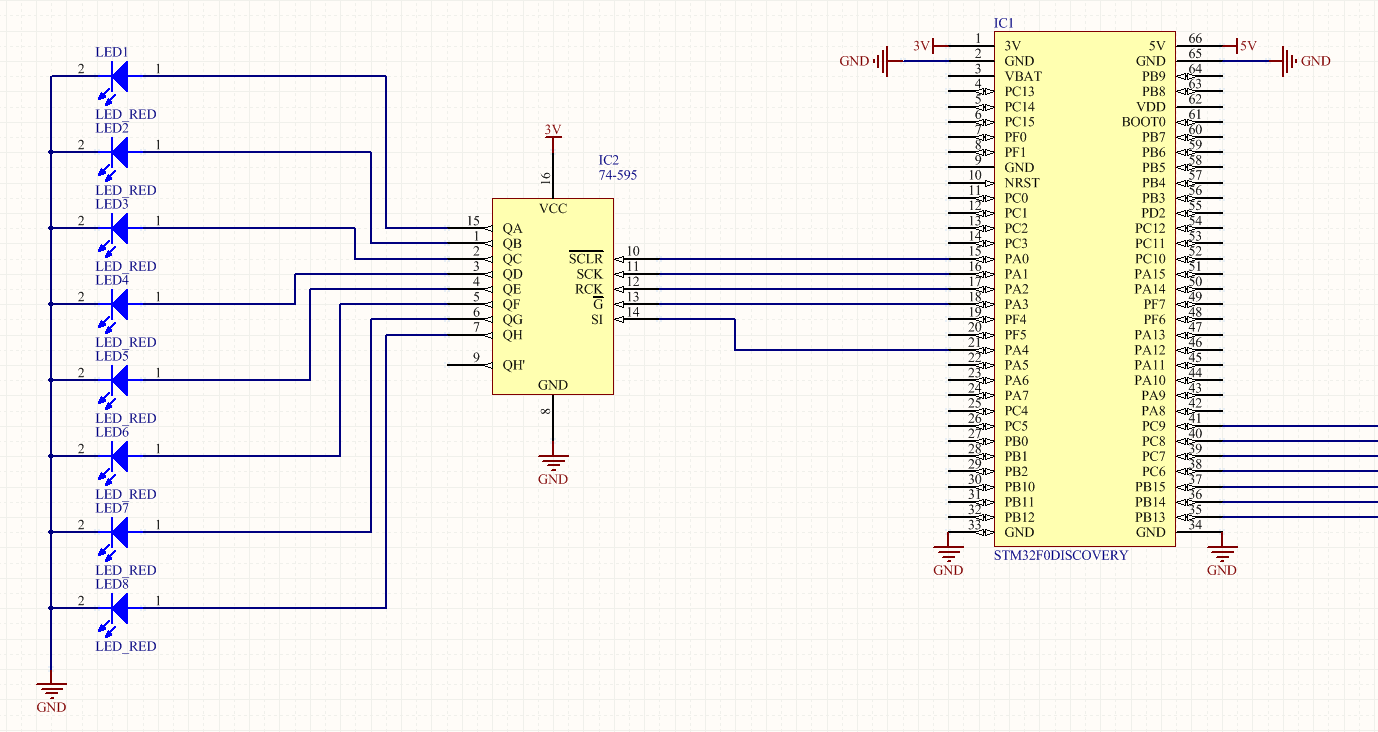 LED1
2 1
LED_RED
LED2
2 1
LED_RED
LED3
2 1
LED_RED
LED4
2 1
LED_RED
LED5
2 1
LED_RED
LED6
2 1
LED_RED
LED7
2 1
LED_RED
LED8
2 1
LED_RED
GND
3V
IC2
74-595
16
VCC
15 QA
1 QB
2 QC SCLR 10
3 QD SCK 11
4 QE RCK 12
5 QF G 13
6 QG SI 14
7 QH
9 QH'
GND
8
GND
IC1
3V 1 3V 5V 66 5V
GND 2 GND GND 65 GND
3 VBAT PB9 64
4 PC13 PB8 63
5 PC14 VDD 62
6 PC15 BOOT0 61
7 PF0 PB7 60
8 PF1 PB6 59
9 GND PB5 58
10 NRST PB4 57
11 PC0 PB3 56
12 PC1 PD2 55
13 PC2 PC12 54
14 PC3 PC11 53
15 PA0 PC10 52
16 PA1 PA15 51
17 PA2 PA14 50
18 PA3 PF7 49
19 PF4 PF6 48
20 PF5 PA13 47
21 PA4 PA12 46
22 PA5 PA11 45
23 PA6 PA10 44
24 PA7 PA9 43
25 PC4 PA8 42
26 PC5 PC9 41
27 PB0 PC8 40
28 PB1 PC7 39
29 PB2 PC6 38
30 PB10 PB15 37
31 PB11 PB14 36
32 PB12 PB13 35
33 GND GND 34
STM32F0DISCOVERY
GND GND